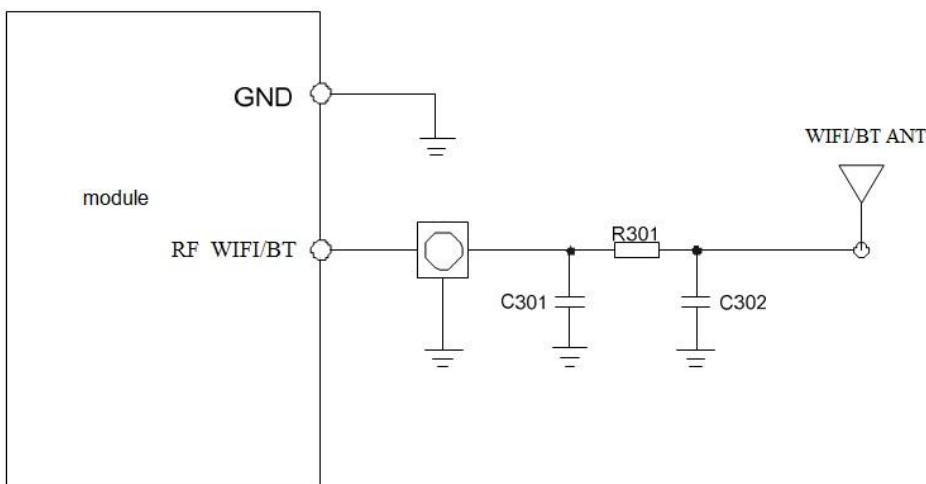 GND
WIFI/BT ANT
module
R301
RF WIFI/BT
C301
C302